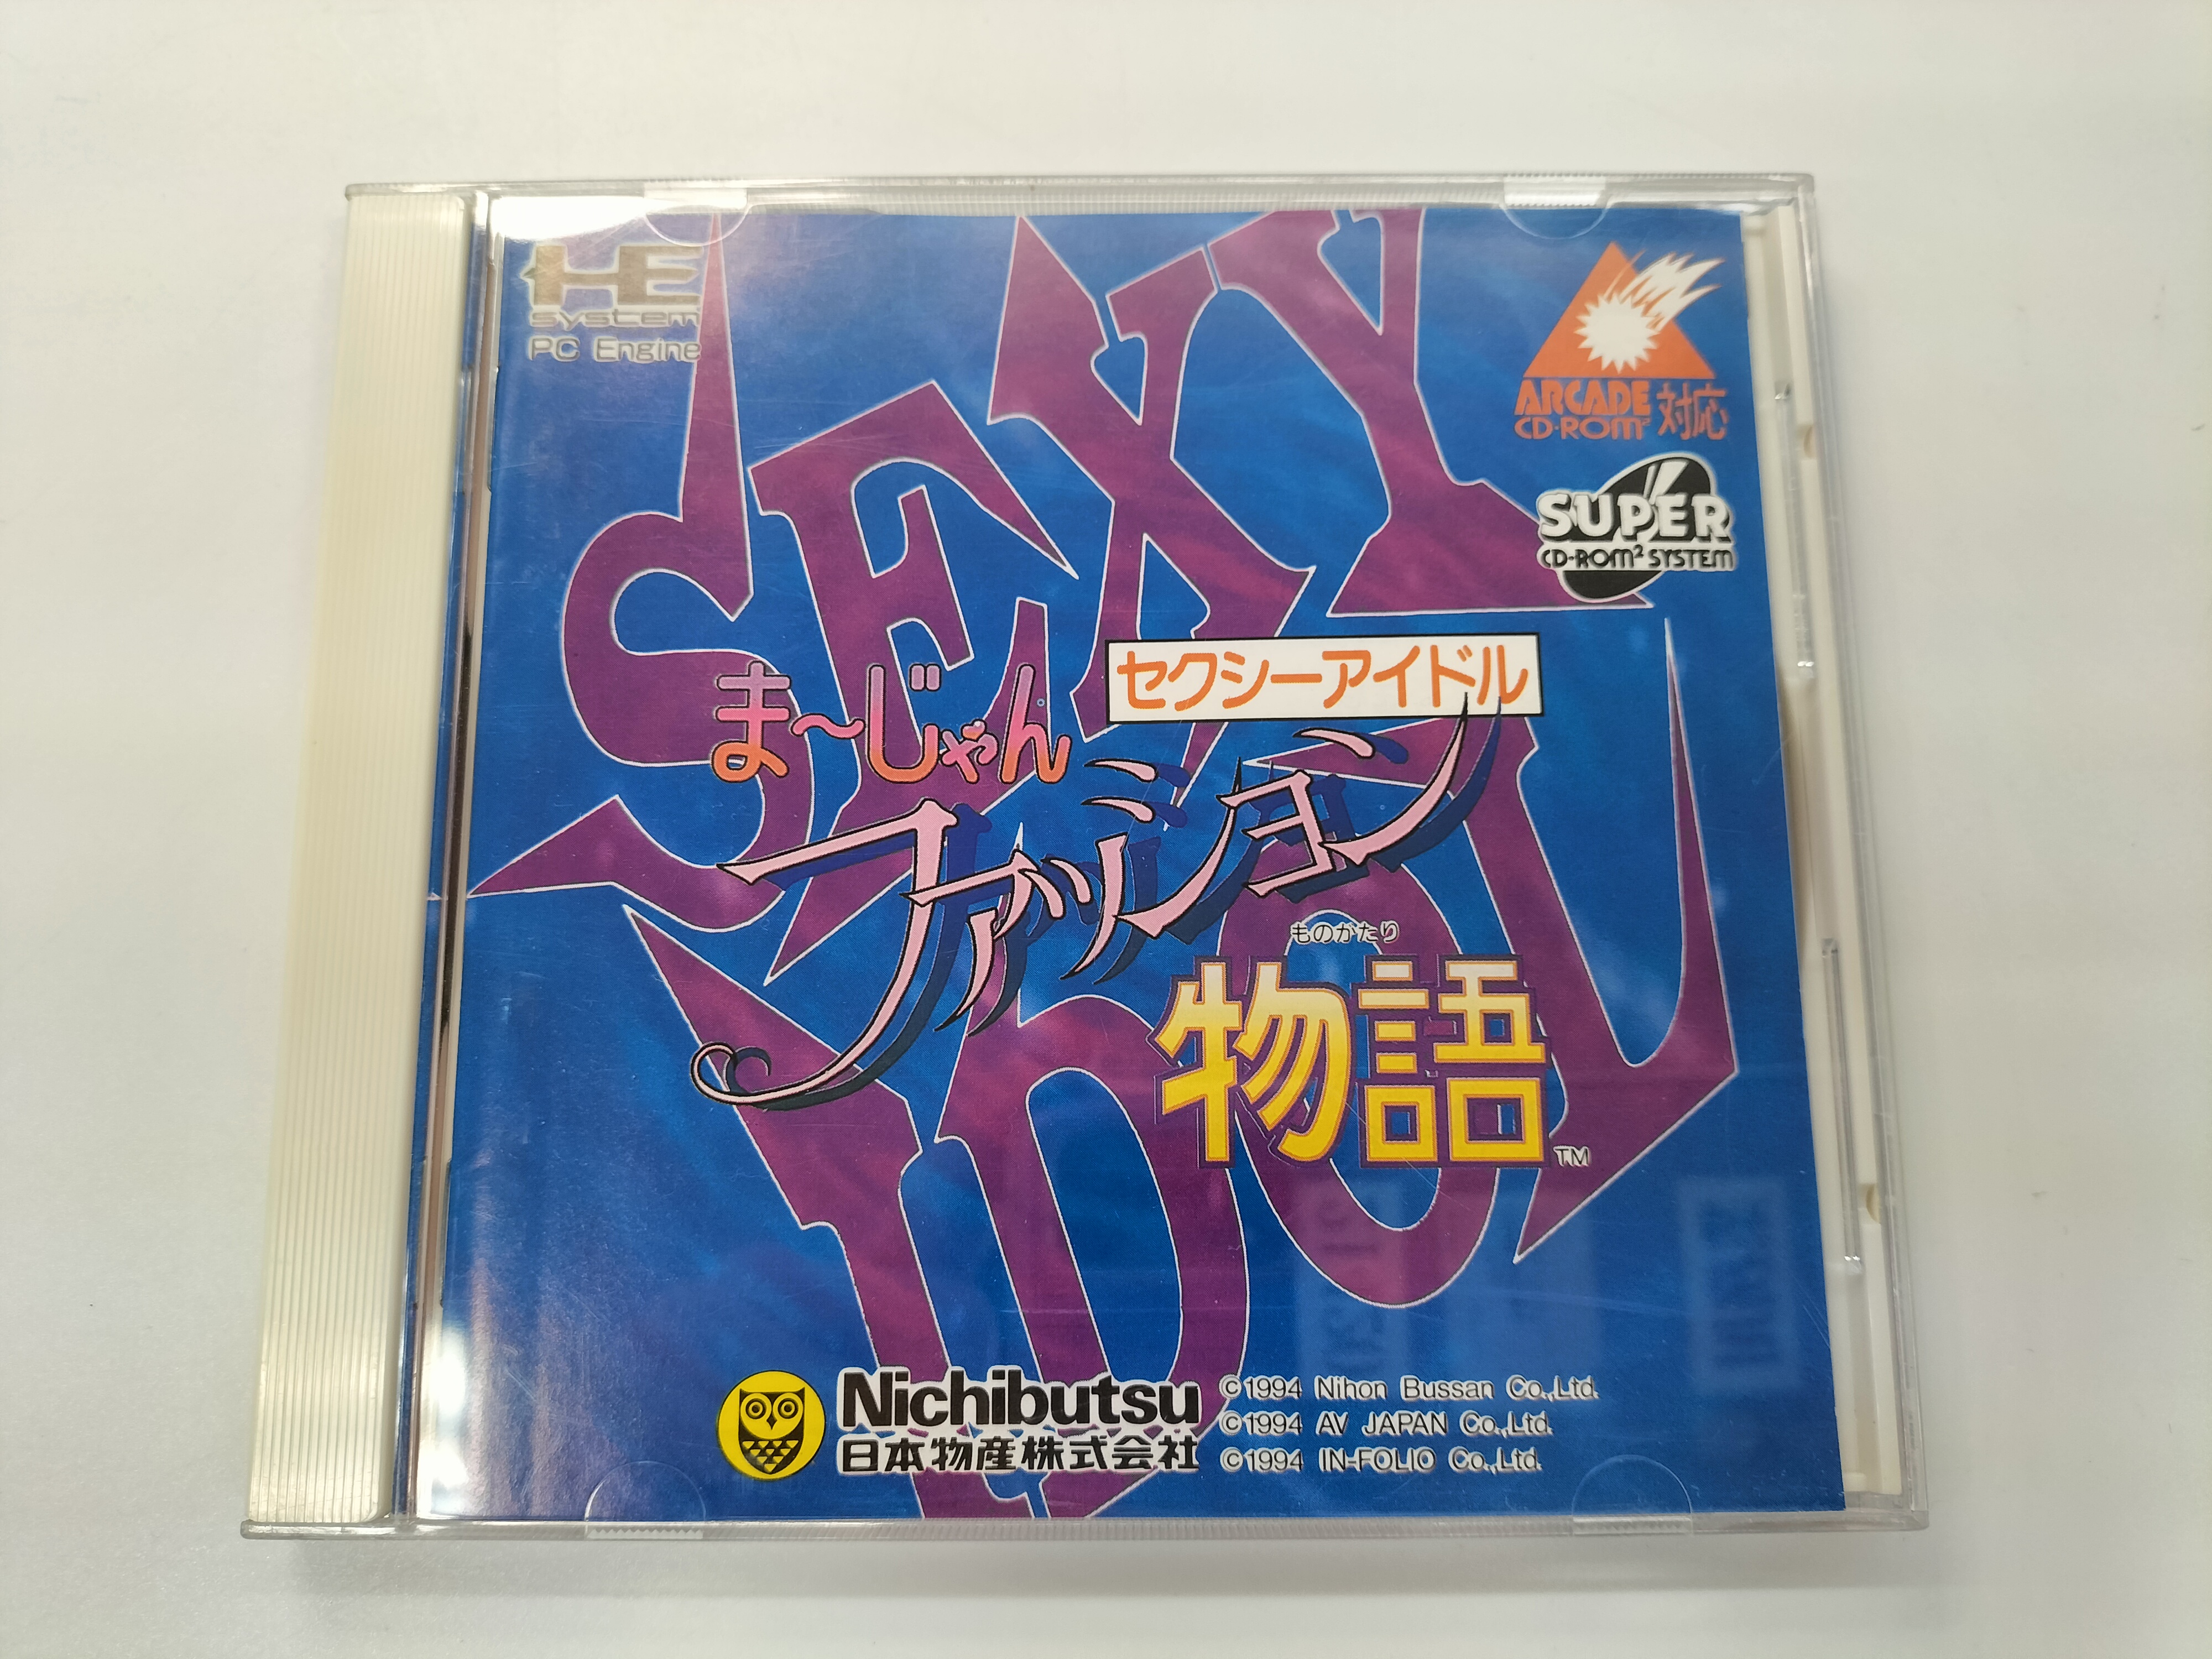 HE
system
PC Engine
ARCADE
CD-ROM² 対応
SUPER
CD-ROM² SYSTEM
SEXY
IDOL
セクシーアイドル
ま～じゃん
ファッション
ものがたり
物語™
Nichibutsu
日本物産株式会社
©1994 Nihon Bussan Co.,Ltd.
©1994 AV JAPAN Co.,Ltd.
©1994 IN-FOLIO Co.,Ltd.